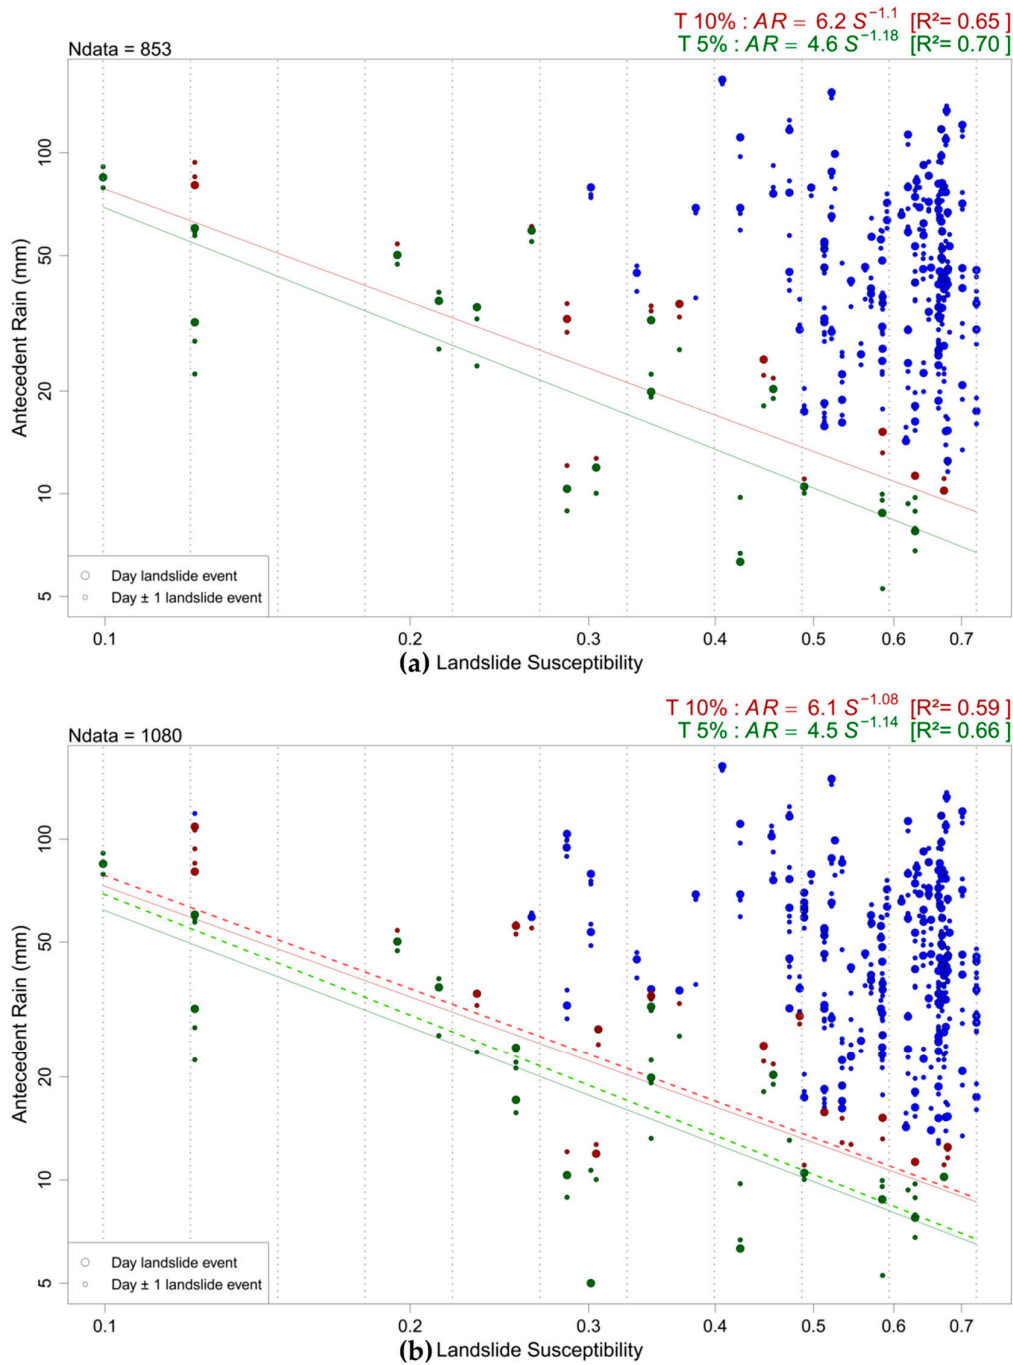 T 10% : AR = 6.2 S⁻¹·¹ [R²= 0.65 ]
T 5% : AR = 4.6 S⁻¹·¹⁸ [R²= 0.70 ]
Ndata = 853
Antecedent Rain (mm)
100
50
20
10
5
Day landslide event
Day ± 1 landslide event
0.1 0.2 0.3 0.4 0.5 0.6 0.7
(a) Landslide Susceptibility
T 10% : AR = 6.1 S⁻¹·⁰⁸ [R²= 0.59 ]
T 5% : AR = 4.5 S⁻¹·¹⁴ [R²= 0.66 ]
Ndata = 1080
Antecedent Rain (mm)
100
50
20
10
5
Day landslide event
Day ± 1 landslide event
0.1 0.2 0.3 0.4 0.5 0.6 0.7
(b) Landslide Susceptibility